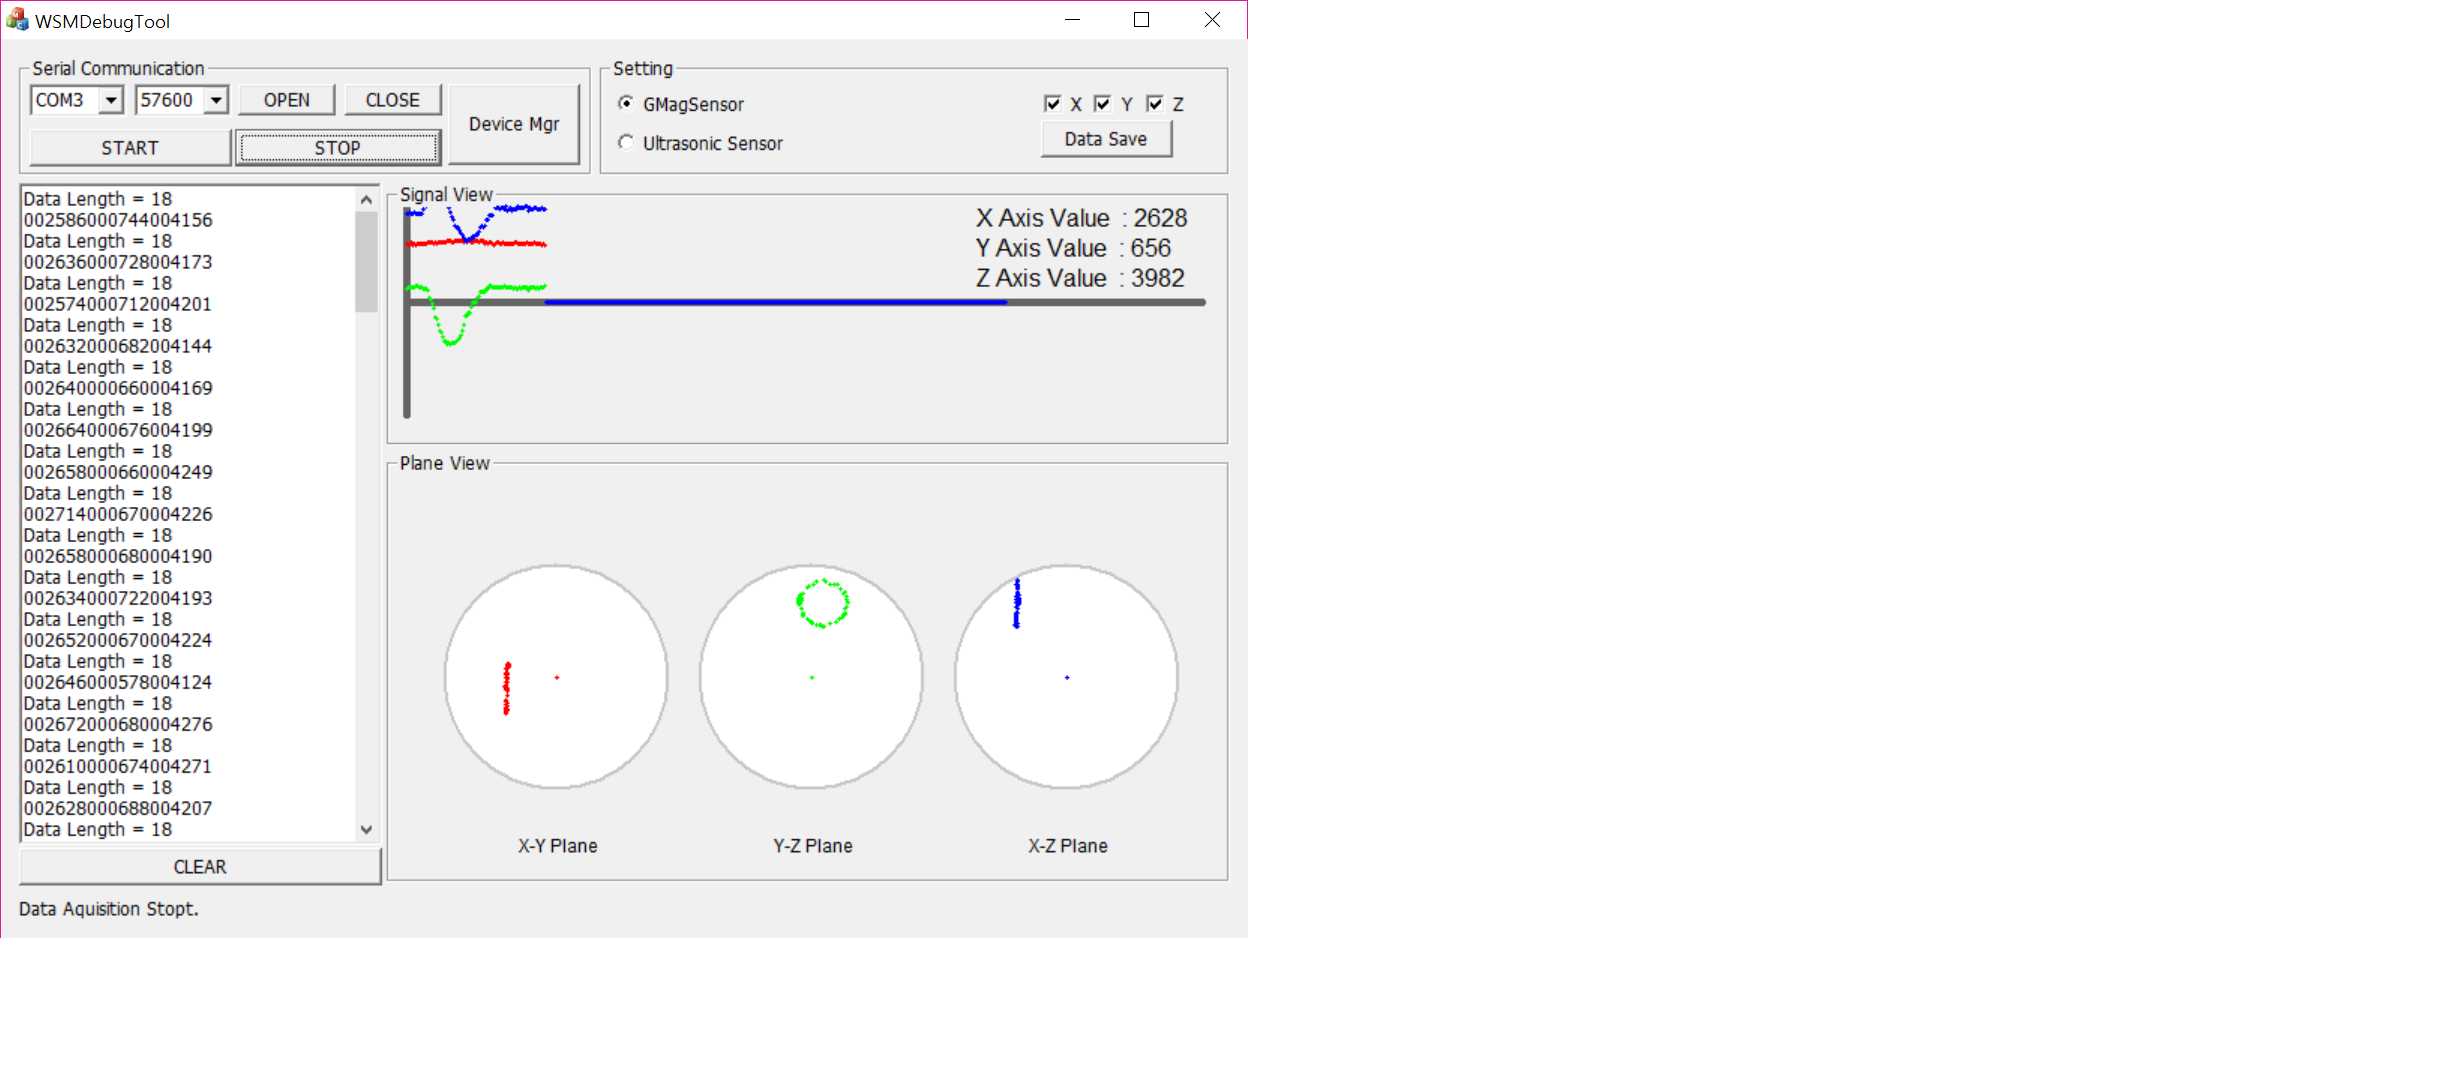 WSMDebugTool
Serial Communication
COM3 57600 OPEN CLOSE
START STOP
Device Mgr
Setting
GMagSensor
Ultrasonic Sensor
X Y Z
Data Save
Data Length = 18
002586000744004156
Data Length = 18
002636000728004173
Data Length = 18
002574000712004201
Data Length = 18
002632000682004144
Data Length = 18
002640000660004169
Data Length = 18
002664000676004199
Data Length = 18
002658000660004249
Data Length = 18
002714000670004226
Data Length = 18
002658000680004190
Data Length = 18
002634000722004193
Data Length = 18
002652000670004224
Data Length = 18
002646000578004124
Data Length = 18
002672000680004276
Data Length = 18
002610000674004271
Data Length = 18
002628000688004207
Data Length = 18
CLEAR
Data Aquisition Stopt.
Signal View
X Axis Value : 2628
Y Axis Value : 656
Z Axis Value : 3982
Plane View
X-Y Plane
Y-Z Plane
X-Z Plane